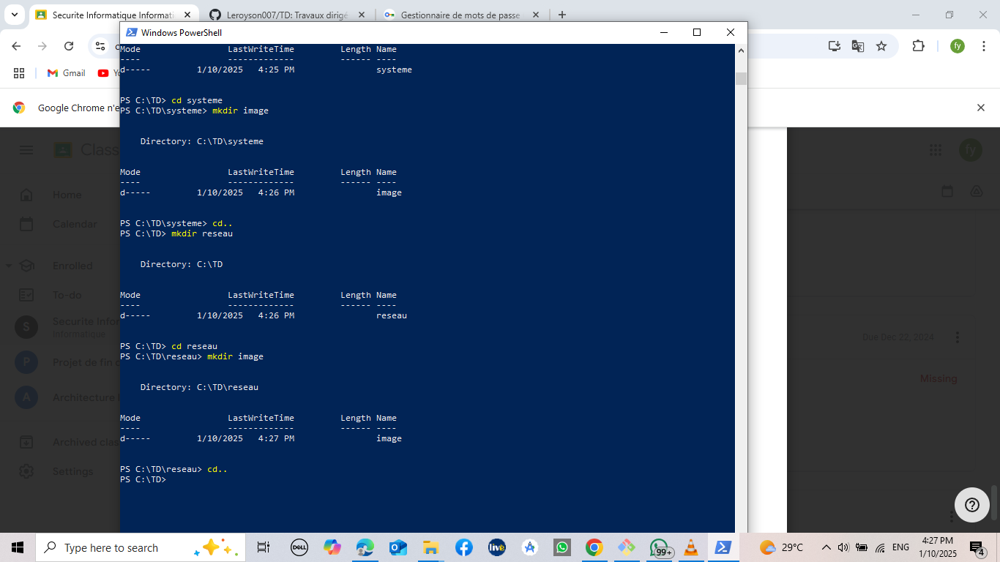 Securite Informatique Informati
Leroyson007/TD: Travaux dirigé
Gestionnaire de mots de passe
Windows PowerShell
Gmail
Google Chrome n'e
Mode                 LastWriteTime         Length Name
----                 -------------         ------ ----
d-----         1/10/2025   4:25 PM                systeme
PS C:\TD> cd systeme
PS C:\TD\systeme> mkdir image
Directory: C:\TD\systeme
Mode                 LastWriteTime         Length Name
----                 -------------         ------ ----
d-----         1/10/2025   4:26 PM                image
PS C:\TD\systeme> cd..
PS C:\TD> mkdir reseau
Directory: C:\TD
Mode                 LastWriteTime         Length Name
----                 -------------         ------ ----
d-----         1/10/2025   4:26 PM                reseau
PS C:\TD> cd reseau
PS C:\TD\reseau> mkdir image
Directory: C:\TD\reseau
Mode                 LastWriteTime         Length Name
----                 -------------         ------ ----
d-----         1/10/2025   4:27 PM                image
PS C:\TD\reseau> cd..
PS C:\TD>
fy
Class
fy
Home
Calendar
Enrolled
To-do
S
Securite Infor
Informatique
P
Projet de fin
A
Architecture
Archived clas
Settings
Due Dec 22, 2024
Missing
Type here to search
DELL
live
99+
29°C
ENG
4:27 PM
1/10/2025
4